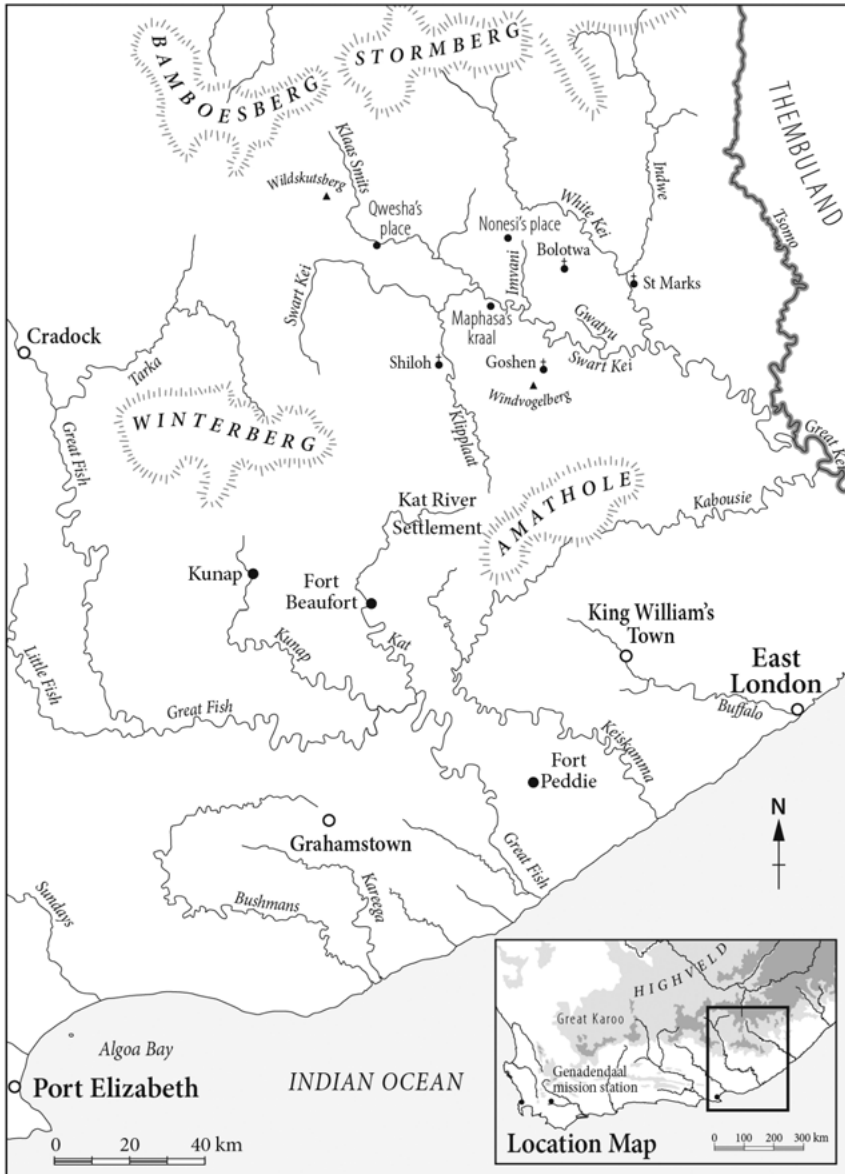 BAMBOESBERG
STORMBERG
THEMBULAND
Klaas Smits
Wildskutsberg
Qwesha's
place
Nonesi's place
White Kei
Indwe
Tsomo
Bolotwa
Imvani
St Marks
Swart Kei
Maphasa's
kraal
Gwatyu
Swart Kei
Cradock
Tarka
Shiloh
Goshen
Windvogelberg
WINTERBERG
Great Fish
Klipplaat
Great Kei
AMATHOLE
Kabousie
Kat River
Settlement
Kunap
Fort
Beaufort
King William's
Town
Kunap
Kat
East
London
Little Fish
Great Fish
Buffalo
Keiskamma
Fort
Peddie
N
Grahamstown
Great Fish
Sundays
Bushmans
Kareega
Algoa Bay
Port Elizabeth
INDIAN OCEAN
0 20 40 km
HIGHVELD
Great Karoo
Genadendaal
mission station
Location Map
0 100 200 300 km